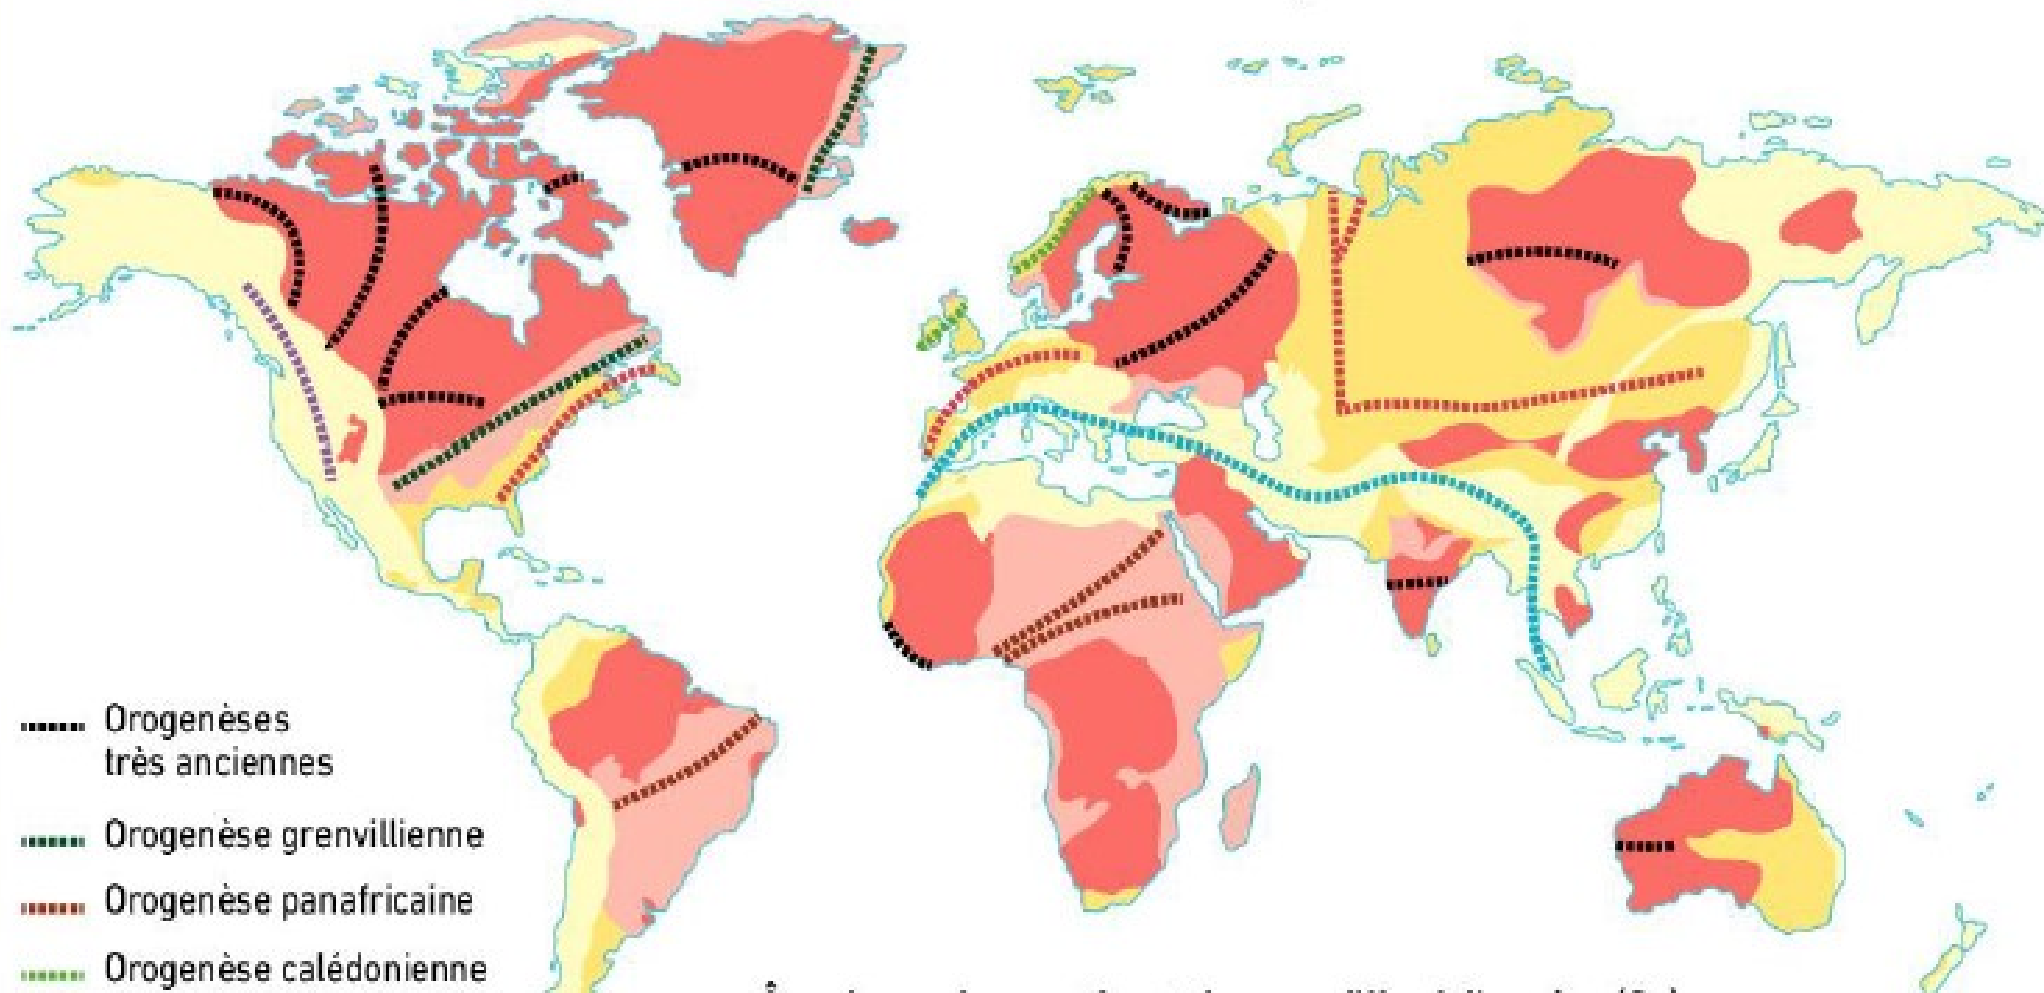 Orogenèses
très anciennes
Orogenèse grenvillienne
Orogenèse panafricaine
Orogenèse calédonienne